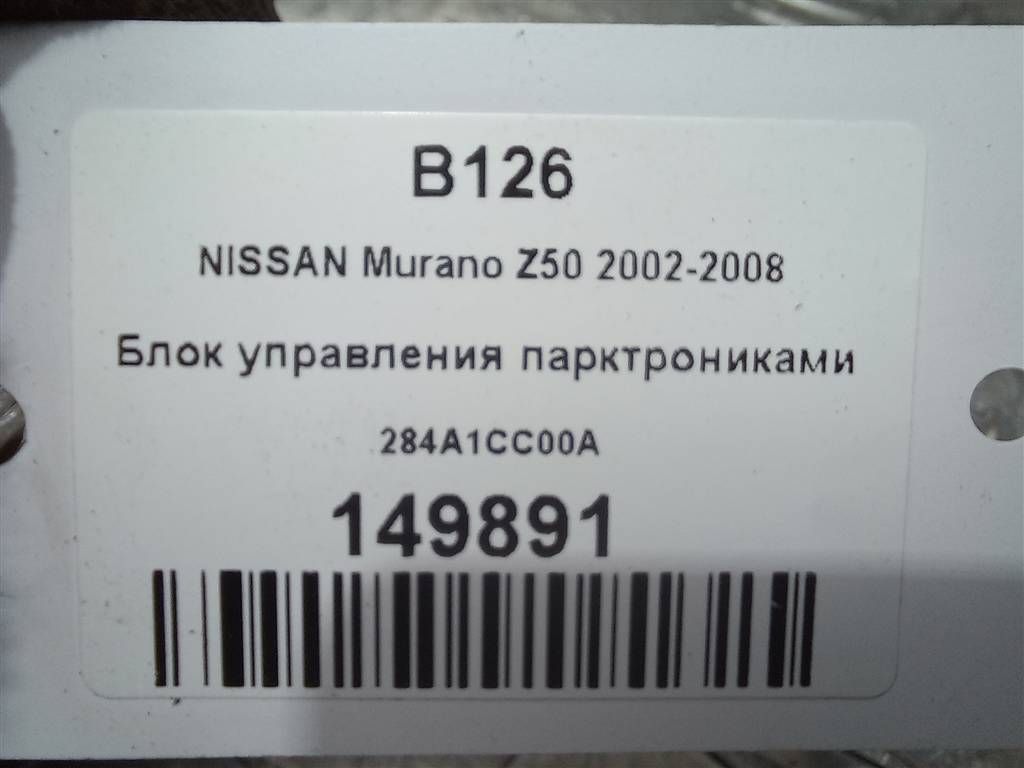 B126
NISSAN Murano Z50 2002-2008
Блок управления парктрониками
284A1CC00A
149891